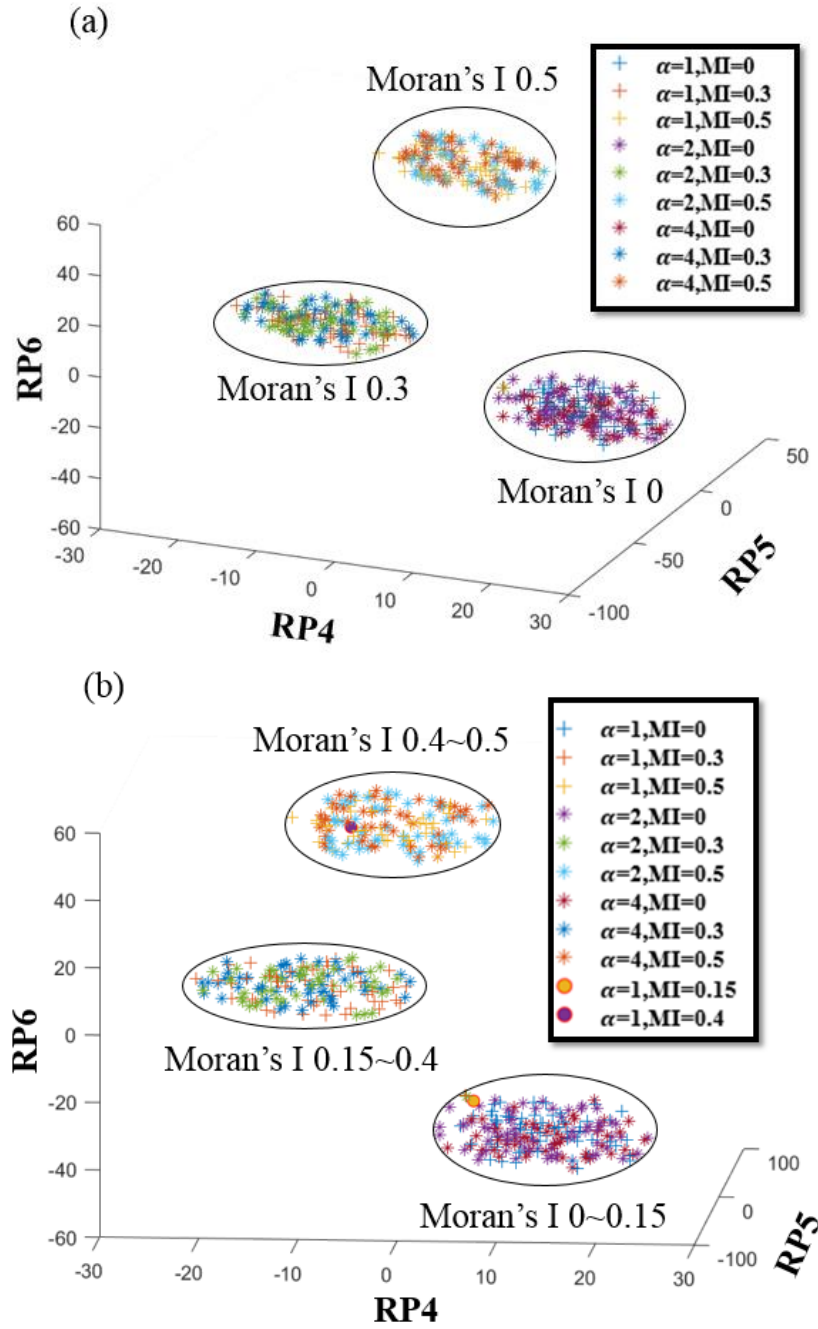 (a)
Moran's I 0.5
α=1,MI=0
α=1,MI=0.3
α=1,MI=0.5
α=2,MI=0
α=2,MI=0.3
α=2,MI=0.5
α=4,MI=0
α=4,MI=0.3
α=4,MI=0.5
60
40
20
0
-20
-40
-60
RP6
Moran's I 0.3
Moran's I 0
-30
-20
-10
0
10
20
30
RP4
-100
-50
0
50
RP5
(b)
Moran's I 0.4~0.5
α=1,MI=0
α=1,MI=0.3
α=1,MI=0.5
α=2,MI=0
α=2,MI=0.3
α=2,MI=0.5
α=4,MI=0
α=4,MI=0.3
α=4,MI=0.5
α=1,MI=0.15
α=1,MI=0.4
60
40
20
0
-20
-40
-60
RP6
Moran's I 0.15~0.4
Moran's I 0~0.15
-30
-20
-10
0
10
20
30
RP4
-100
0
100
RP5